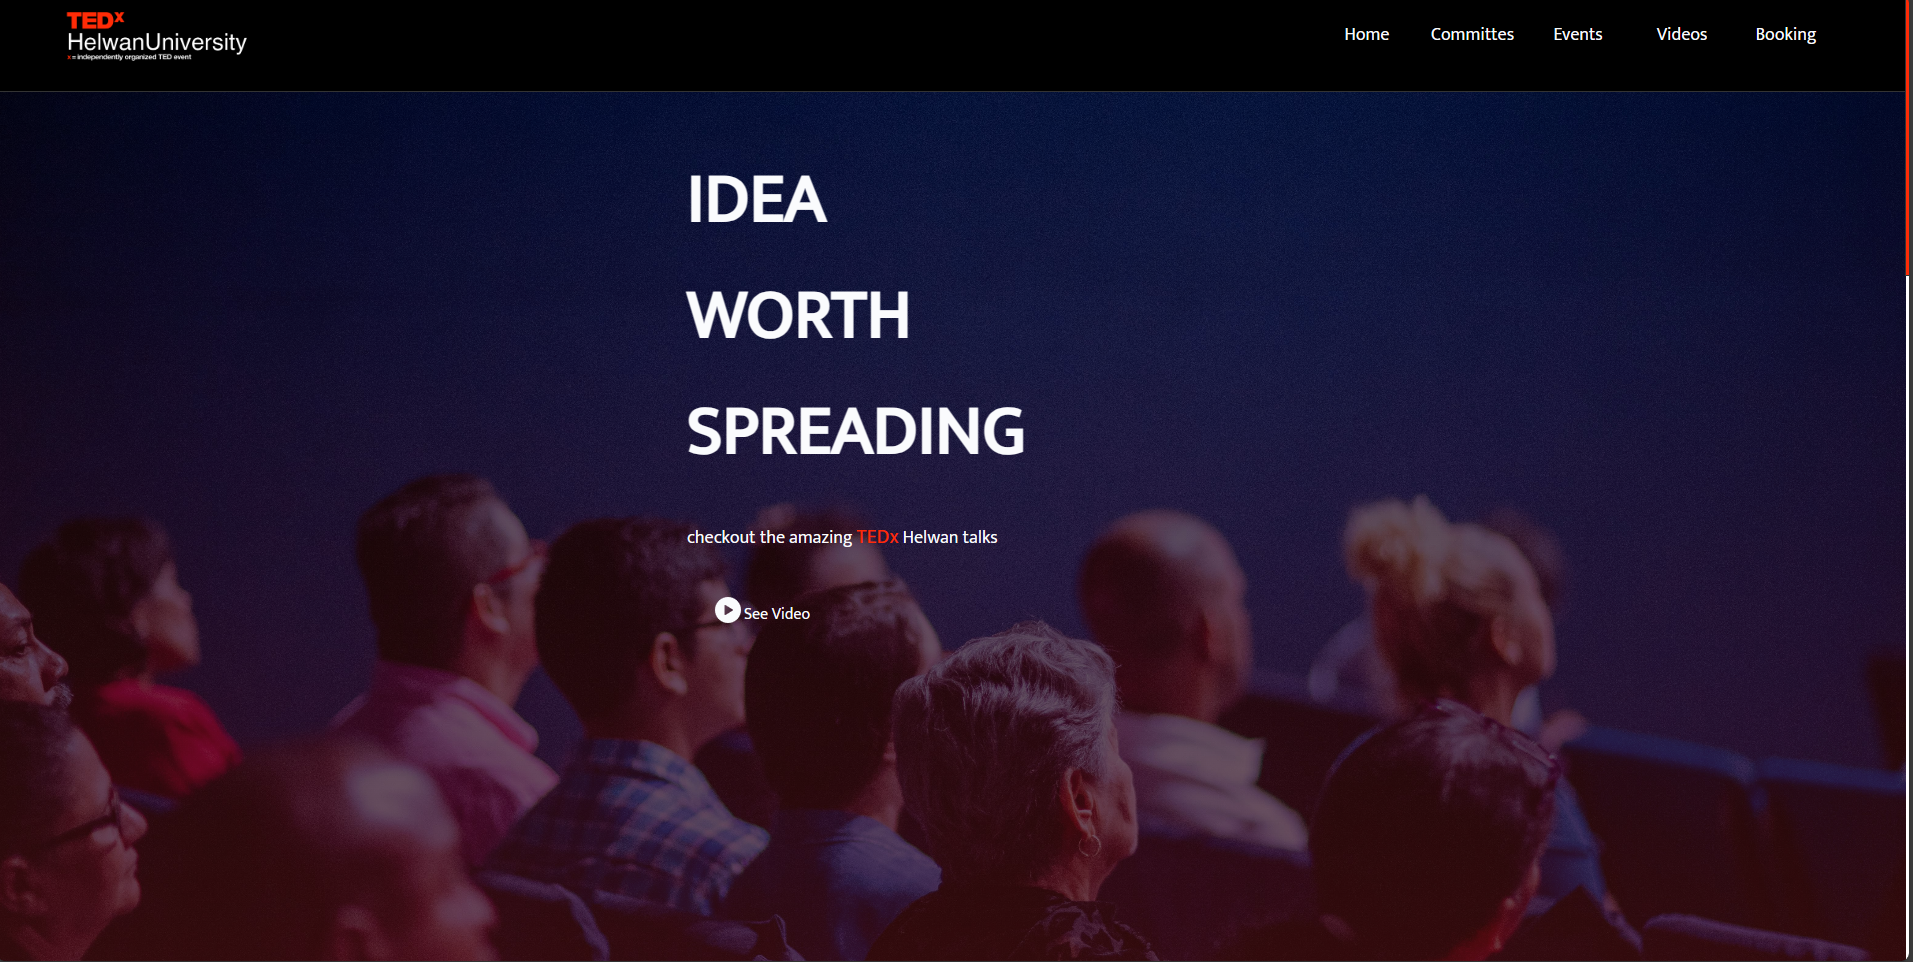 TEDx
HelwanUniversity
x = independently organized TED event
Home Committes Events Videos Booking
IDEA
WORTH
SPREADING
checkout the amazing TEDx Helwan talks
See Video